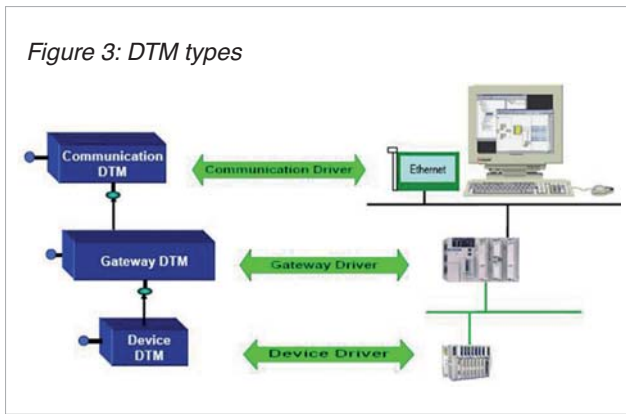 Figure 3: DTM types
Communication
DTM
Communication Driver
Ethernet
Gateway DTM
Gateway Driver
Device
DTM
Device Driver